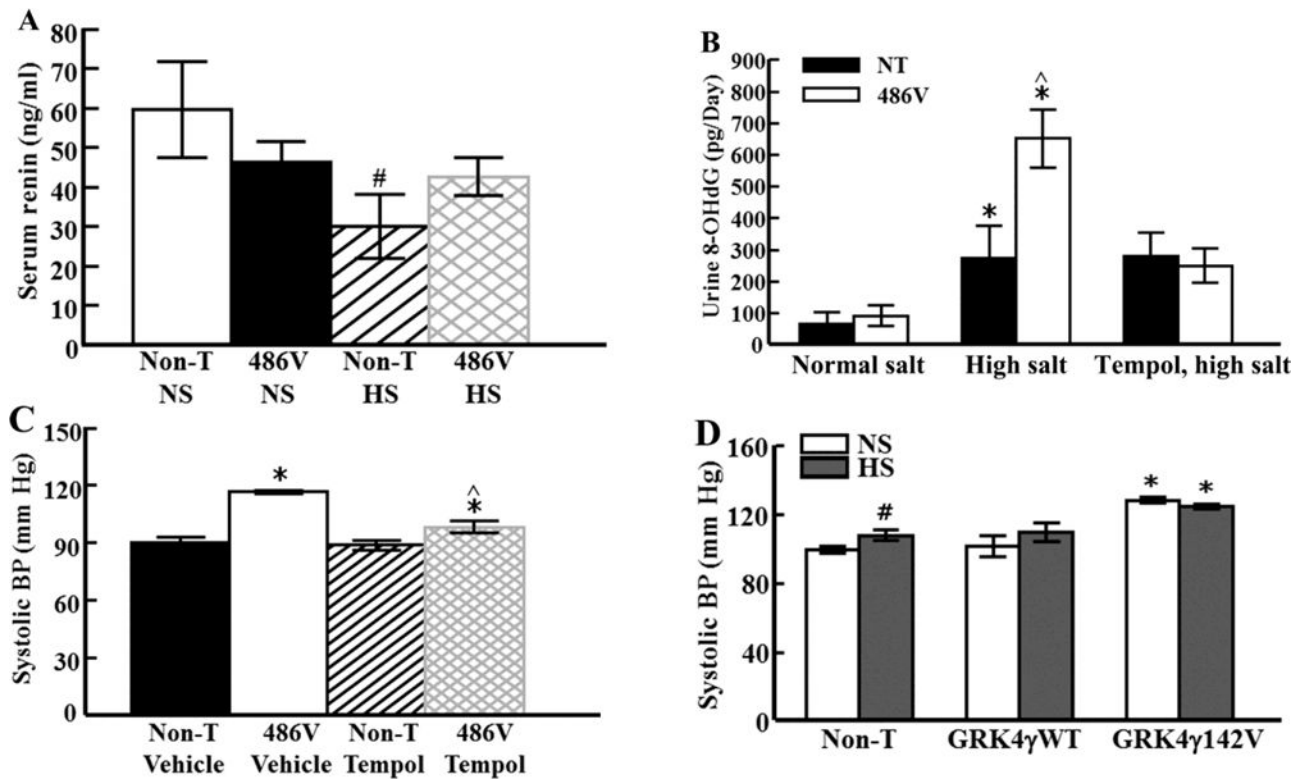 A
Serum renin (ng/ml)
80
70
60
50
40
30
20
10
0
#
Non-T 486V Non-T 486V
NS NS HS HS
B
Urine 8-OHdG (pg/Day)
900
800
700
600
500
400
300
200
100
0
NT
486V
^
*
*
Normal salt High salt Tempol, high salt
C
Systolic BP (mm Hg)
150
120
90
60
30
0
*
^
*
Non-T 486V Non-T 486V
Vehicle Vehicle Tempol Tempol
D
Systolic BP (mm Hg)
160
120
80
40
0
NS
HS
#
* *
Non-T GRK4γWT GRK4γ142V